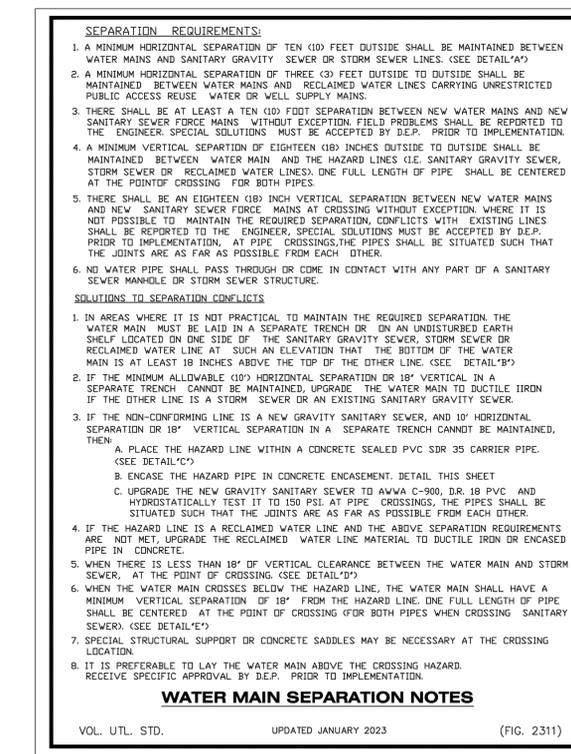 SEPARATION REQUIREMENTS:
1. A MINIMUM HORIZONTAL SEPARATION OF TEN (10) FEET OUTSIDE SHALL BE MAINTAINED BETWEEN
WATER MAINS AND SANITARY GRAVITY SEWER OR STORM SEWER LINES. (SEE DETAIL"A")
2. A MINIMUM HORIZONTAL SEPARATION OF THREE (3) FEET OUTSIDE TO OUTSIDE SHALL BE
MAINTAINED BETWEEN WATER MAINS AND RECLAIMED WATER LINES CARRYING UNRESTRICTED
PUBLIC ACCESS REUSE WATER OR WELL SUPPLY MAINS.
3. THERE SHALL BE AT LEAST A TEN (10) FOOT SEPARATION BETWEEN NEW WATER MAINS AND NEW
SANITARY SEWER FORCE MAINS WITHOUT EXCEPTION. FIELD PROBLEMS SHALL BE REPORTED TO
THE ENGINEER. SPECIAL SOLUTIONS MUST BE ACCEPTED BY D.E.P. PRIOR TO IMPLEMENTATION.
4. A MINIMUM VERTICAL SEPARTION OF EIGHTEEN (18) INCHES OUTSIDE TO OUTSIDE SHALL BE
MAINTAINED BETWEEN WATER MAIN AND THE HAZARD LINES (I.E. SANITARY GRAVITY SEWER,
STORM SEWER OR RECLAIMED WATER LINES). ONE FULL LENGTH OF PIPE SHALL BE CENTERED
AT THE POINTOF CROSSING FOR BOTH PIPES.
5. THERE SHALL BE AN EIGHTEEN (18) INCH VERTICAL SEPARATION BETWEEN NEW WATER MAINS
AND NEW SANITARY SEWER FORCE MAINS AT CROSSING WITHOUT EXCEPTION. WHERE IT IS
NOT POSSIBLE TO MAINTAIN THE REQUIRED SEPARATION, CONFLICTS WITH EXISTING LINES
SHALL BE REPORTED TO THE ENGINEER, SPECIAL SOLUTIONS MUST BE ACCEPTED BY D.E.P.
PRIOR TO IMPLEMENTATION, AT PIPE CROSSINGS,THE PIPES SHALL BE SITUATED SUCH THAT
THE JOINTS ARE AS FAR AS POSSIBLE FROM EACH OTHER.
6. NO WATER PIPE SHALL PASS THROUGH OR COME IN CONTACT WITH ANY PART OF A SANITARY
SEWER MANHOLE OR STORM SEWER STRUCTURE.
SOLUTIONS TO SEPARATION CONFLICTS
1. IN AREAS WHERE IT IS NOT PRACTICAL TO MAINTAIN THE REQUIRED SEPARATION. THE
WATER MAIN MUST BE LAID IN A SEPARATE TRENCH OR ON AN UNDISTURBED EARTH
SHELF LOCATED ON ONE SIDE OF THE SANITARY GRAVITY SEWER, STORM SEWER OR
RECLAIMED WATER LINE AT SUCH AN ELEVATION THAT THE BOTTOM OF THE WATER
MAIN IS AT LEAST 18 INCHES ABOVE THE TOP OF THE OTHER LINE. (SEE DETAIL"B")
2. IF THE MINIMUM ALLOWABLE (10') HORIZONTAL SEPARATION OR 18" VERTICAL IN A
SEPARATE TRENCH CANNOT BE MAINTAINED, UPGRADE THE WATER MAIN TO DUCTILE IIRON
IF THE OTHER LINE IS A STORM SEWER OR AN EXISTING SANITARY GRAVITY SEWER.
3. IF THE NON-CONFORMING LINE IS A NEW GRAVITY SANITARY SEWER, AND 10' HORIZONTAL
SEPARATION OR 18" VERTICAL SEPARATION IN A SEPARATE TRENCH CANNOT BE MAINTAINED,
THEN:
A. PLACE THE HAZARD LINE WITHIN A CONCRETE SEALED PVC SDR 35 CARRIER PIPE.
(SEE DETAIL"C")
B. ENCASE THE HAZARD PIPE IN CONCRETE ENCASEMENT. DETAIL THIS SHEET
C. UPGRADE THE NEW GRAVITY SANITARY SEWER TO AWWA C-900, D.R. 18 PVC AND
HYDROSTATICALLY TEST IT TO 150 PSI. AT PIPE CROSSINGS, THE PIPES SHALL BE
SITUATED SUCH THAT THE JOINTS ARE AS FAR AS POSSIBLE FROM EACH OTHER.
4. IF THE HAZARD LINE IS A RECLAIMED WATER LINE AND THE ABOVE SEPARATION REQUIREMENTS
ARE NOT MET, UPGRADE THE RECLAIMED WATER LINE MATERIAL TO DUCTILE IRON OR ENCASED
PIPE IN CONCRETE.
5. WHEN THERE IS LESS THAN 18" OF VERTICAL CLEARANCE BETWEEN THE WATER MAIN AND STORM
SEWER, AT THE POINT OF CROSSING. (SEE DETAIL"D")
6. WHEN THE WATER MAIN CROSSES BELOW THE HAZARD LINE, THE WATER MAIN SHALL HAVE A
MINIMUM VERTICAL SEPARATION OF 18" FROM THE HAZARD LINE. ONE FULL LENGTH OF PIPE
SHALL BE CENTERED AT THE POINT OF CROSSING (FOR BOTH PIPES WHEN CROSSING SANITARY
SEWER). (SEE DETAIL"E")
7. SPECIAL STRUCTURAL SUPPORT OR CONCRETE SADDLES MAY BE NECESSARY AT THE CROSSING
LOCATION.
8. IT IS PREFERABLE TO LAY THE WATER MAIN ABOVE THE CROSSING HAZARD.
RECEIVE SPECIFIC APPROVAL BY D.E.P. PRIOR TO IMPLEMENTATION.
WATER MAIN SEPARATION NOTES
VOL. UTL. STD. UPDATED JANUARY 2023 (FIG. 2311)